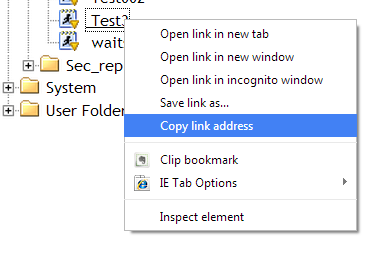 Test002
Test3
wait
Sec_rep
System
User Folder
Open link in new tab
Open link in new window
Open link in incognito window
Save link as...
Copy link address
Clip bookmark
IE Tab Options
Inspect element